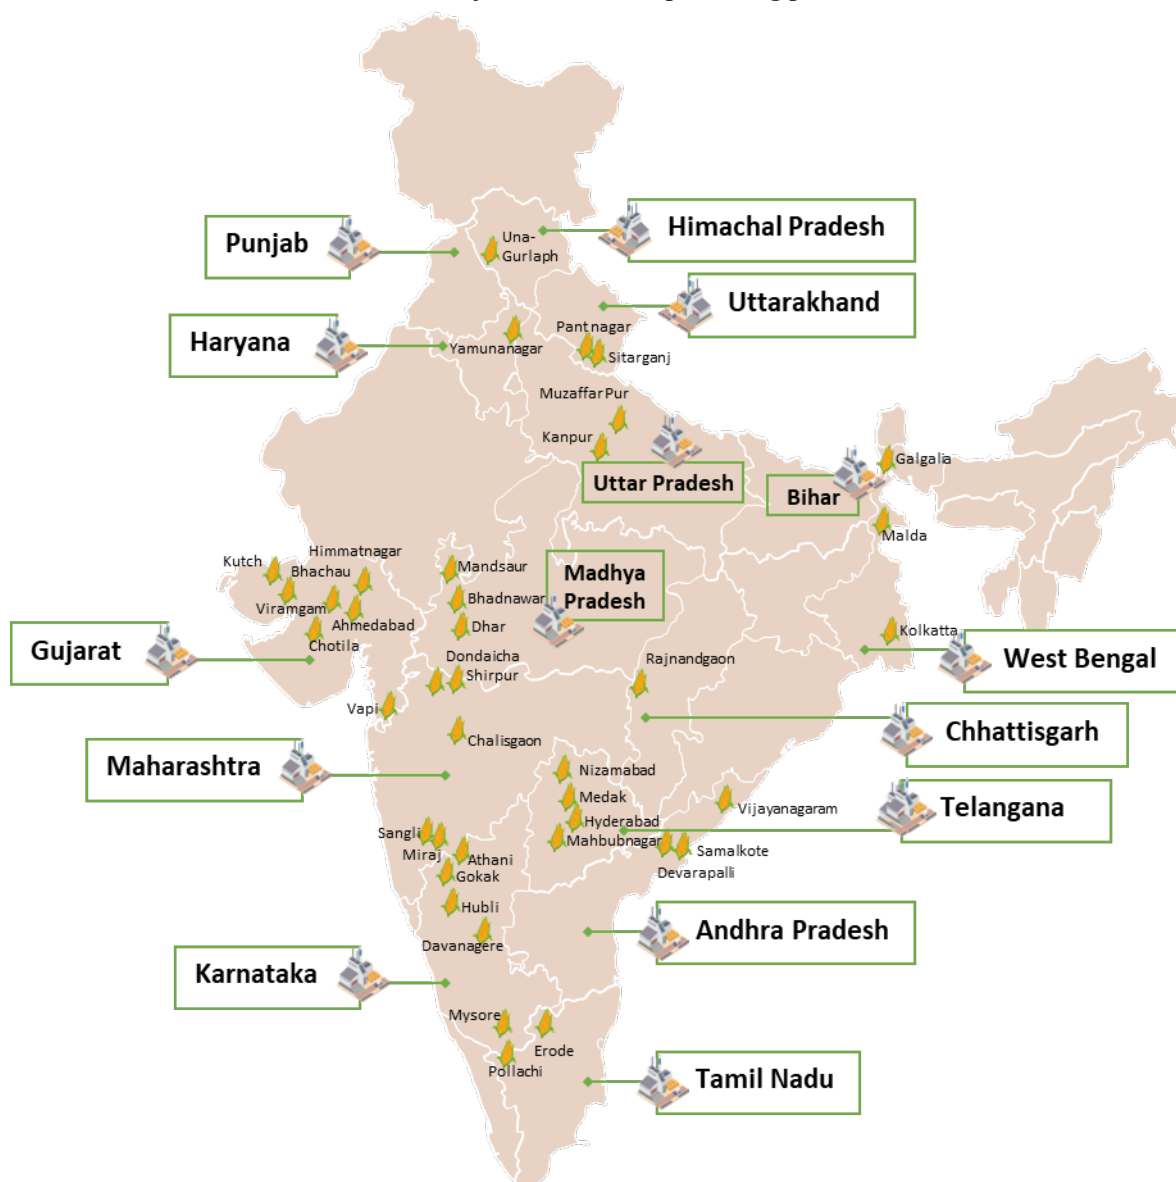 Himachal Pradesh
Punjab
Una-
Gurlaph
Uttarakhand
Haryana
Pantnagar
Yamunanagar
Sitarganj
Muzaffar Pur
Kanpur
Galgalia
Uttar Pradesh
Bihar
Malda
Himmatnagar
Kutch
Bhachau
Mandsaur
Madhya
Pradesh
Viramgam
Bhadnawar
Ahmedabad
Dhar
Kolkatta
Chotila
Gujarat
West Bengal
Dondaicha
Shirpur
Rajnandgaon
Vapi
Chalisgaon
Chhattisgarh
Maharashtra
Nizamabad
Medak
Vijayanagaram
Telangana
Hyderabad
Sangli
Mahbubnagar
Miraj
Athani
Samalkote
Gokak
Devarapalli
Hubli
Andhra Pradesh
Davanagere
Karnataka
Mysore
Erode
Pollachi
Tamil Nadu